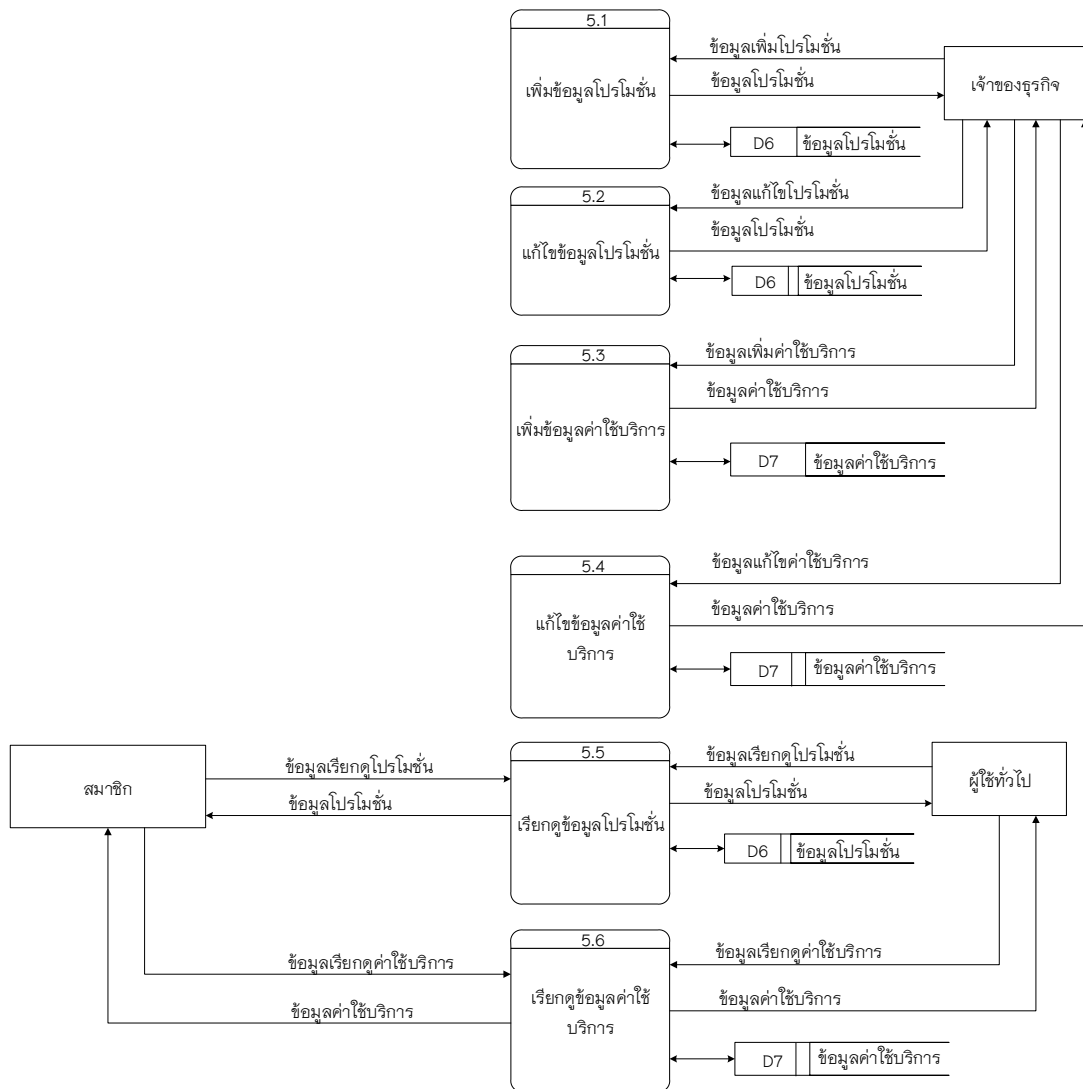 5.1
ข้อมูลเพิ่มโปรโมชั่น
เพิ่มข้อมูลโปรโมชั่น
ข้อมูลโปรโมชั่น
เจ้าของธุรกิจ
D6 ข้อมูลโปรโมชั่น
5.2
ข้อมูลแก้ไขโปรโมชั่น
ข้อมูลโปรโมชั่น
แก้ไขข้อมูลโปรโมชั่น
D6 ข้อมูลโปรโมชั่น
5.3
ข้อมูลเพิ่มค่าใช้บริการ
ข้อมูลค่าใช้บริการ
เพิ่มข้อมูลค่าใช้บริการ
D7 ข้อมูลค่าใช้บริการ
5.4
ข้อมูลแก้ไขค่าใช้บริการ
ข้อมูลค่าใช้บริการ
แก้ไขข้อมูลค่าใช้
บริการ
D7 ข้อมูลค่าใช้บริการ
5.5
สมาชิก
ข้อมูลเรียกดูโปรโมชั่น
ข้อมูลโปรโมชั่น
เรียกดูข้อมูลโปรโมชั่น
ข้อมูลเรียกดูโปรโมชั่น
ข้อมูลโปรโมชั่น
ผู้ใช้ทั่วไป
D6 ข้อมูลโปรโมชั่น
5.6
ข้อมูลเรียกดูค่าใช้บริการ
ข้อมูลค่าใช้บริการ
เรียกดูข้อมูลค่าใช้
บริการ
ข้อมูลเรียกดูค่าใช้บริการ
ข้อมูลค่าใช้บริการ
D7 ข้อมูลค่าใช้บริการ